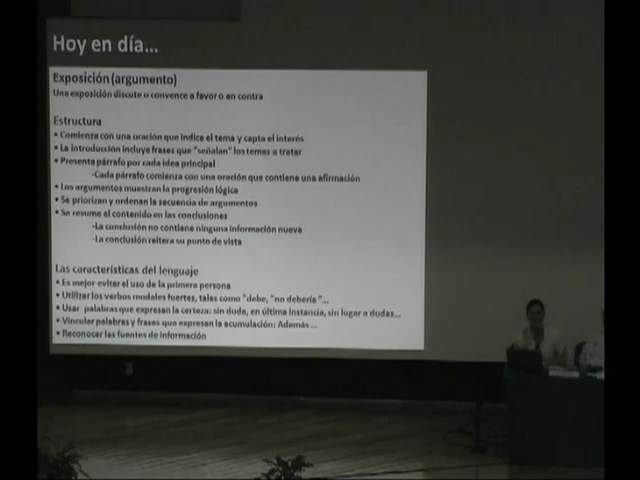 Hoy en día...
Exposición (argumento)
Una exposición discute o convence a favor o en contra
Estructura
• Comienza con una oración que indica el tema y capta el interés
• La introducción incluye frases que "señalan" los temas a tratar
• Presenta párrafo por cada idea principal
-Cada párrafo comienza con una oración que contiene una afirmación
• Los argumentos muestran la progresión lógica
• Se priorizan y ordenan la secuencia de argumentos
• Se resume el contenido en las conclusiones
-La conclusión no contiene ninguna información nueva
-La conclusión reitera su punto de vista
Las características del lenguaje
• Es mejor evitar el uso de la primera persona
• Utilizar los verbos modales fuertes, tales como "debe, "no debería "...
• Usar palabras que expresan la certeza: sin duda, en última instancia, sin lugar a dudas...
• Vincular palabras y frases que expresan la acumulación: Además ...
• Reconocer las fuentes de información